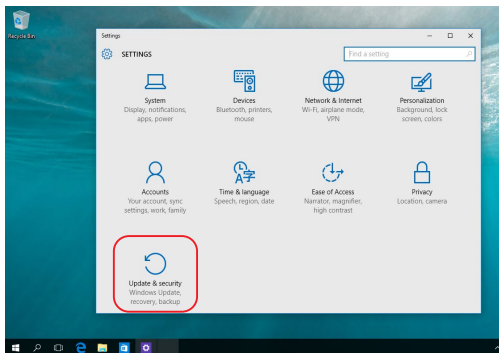 Recycle Bin
Settings
SETTINGS
Find a setting
System
Display, notifications,
apps, power
Devices
Bluetooth, printers,
mouse
Network & Internet
Wi-Fi, airplane mode,
VPN
Personalization
Background, lock
screen, colors
Accounts
Your account, sync
settings, work, family
Time & language
Speech, region, date
Ease of Access
Narrator, magnifier,
high contrast
Privacy
Location, camera
Update & security
Windows Update,
recovery, backup